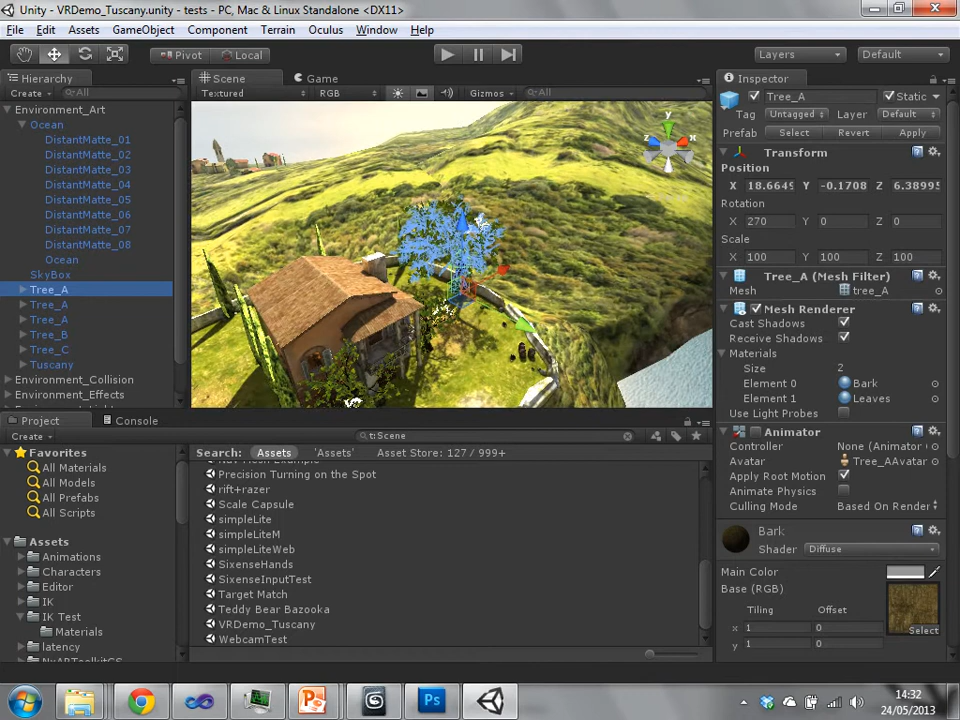 Unity - VRDemo_Tuscany.unity - tests - PC, Mac & Linux Standalone <DX11>
File Edit Assets GameObject Component Terrain Oculus Window Help
Pivot Local Layers Default
Hierarchy
Create All
Environment_Art
Ocean
DistantMatte_01
DistantMatte_02
DistantMatte_03
DistantMatte_04
DistantMatte_05
DistantMatte_06
DistantMatte_07
DistantMatte_08
Ocean
SkyBox
Tree_A
Tree_A
Tree_A
Tree_B
Tree_C
Tuscany
Environment_Collision
Environment_Effects
Scene Game
Textured RGB Gizmos All
y
z x
Inspector
Tree_A Static
Tag Untagged Layer Default
Prefab Select Revert Apply
Transform
Position
X 18.6649 Y -0.1708 Z 6.38995
Rotation
X 270 Y 0 Z 0
Scale
X 100 Y 100 Z 100
Tree_A (Mesh Filter)
Mesh tree_A
Mesh Renderer
Cast Shadows
Receive Shadows
Materials
Size 2
Element 0 Bark
Element 1 Leaves
Use Light Probes
Animator
Controller None (Animator
Avatar Tree_AAvatar
Apply Root Motion
Animate Physics
Culling Mode Based On Render
Bark
Shader Diffuse
Main Color
Base (RGB)
Tiling Offset
x 1 0
y 1 0
Select
Project Console
Create t:Scene
Favorites
All Materials
All Models
All Prefabs
All Scripts
Assets
Animations
Characters
Editor
IK
IK Test
Materials
latency
Search: Assets 'Assets' Asset Store: 127 / 999+
Precision Turning on the Spot
rift+razer
Scale Capsule
simpleLite
simpleLiteM
simpleLiteWeb
SixenseHands
SixenseInputTest
Target Match
Teddy Bear Bazooka
VRDemo_Tuscany
WebcamTest
Ps
14:32
24/05/2013